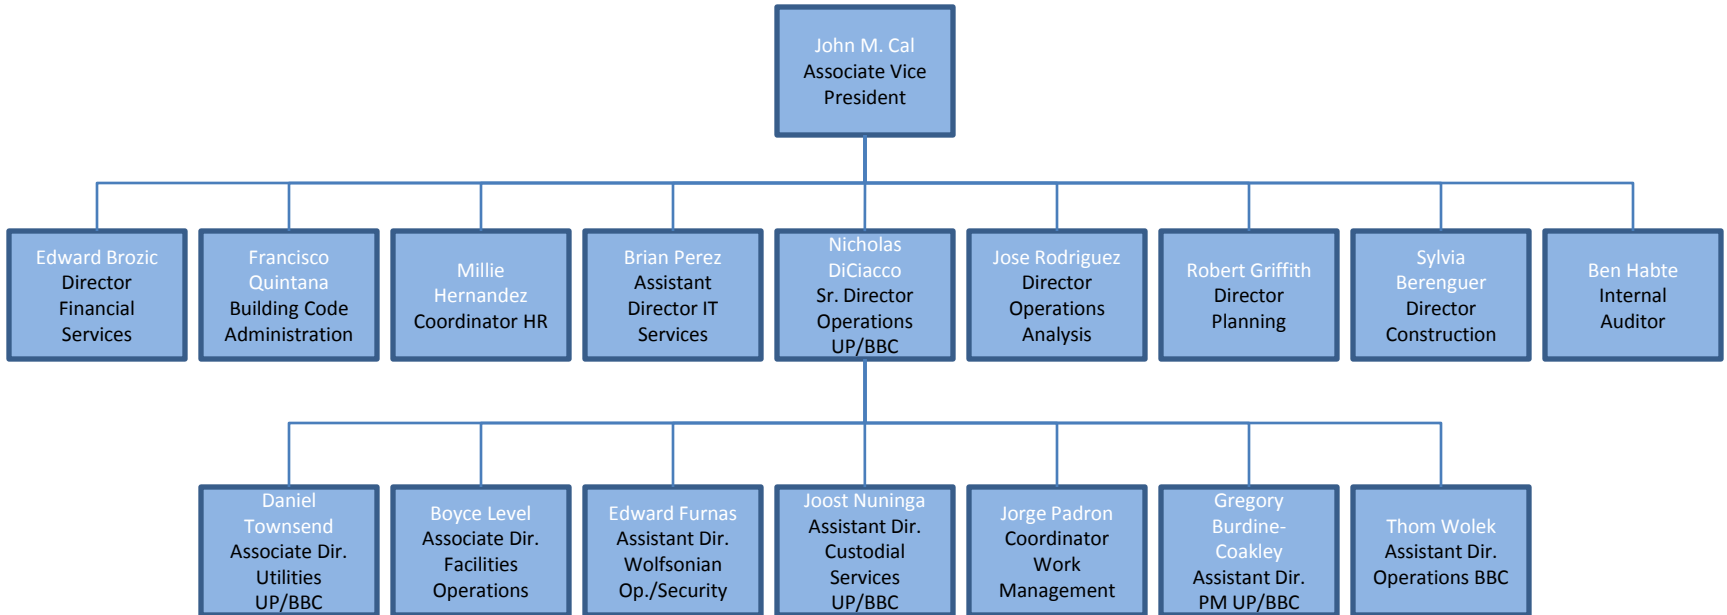 John M. Cal
Associate Vice
President
Edward Brozic
Director
Financial
Services
Francisco
Quintana
Building Code
Administration
Millie
Hernandez
Coordinator HR
Brian Perez
Assistant
Director IT
Services
Nicholas
DiCiacco
Sr. Director
Operations
UP/BBC
Jose Rodriguez
Director
Operations
Analysis
Robert Griffith
Director
Planning
Sylvia
Berenguer
Director
Construction
Ben Habte
Internal
Auditor
Daniel
Townsend
Associate Dir.
Utilities
UP/BBC
Boyce Level
Associate Dir.
Facilities
Operations
Edward Furnas
Assistant Dir.
Wolfsonian
Op./Security
Joost Nuninga
Assistant Dir.
Custodial
Services
UP/BBC
Jorge Padron
Coordinator
Work
Management
Gregory
Burdine-
Coakley
Assistant Dir.
PM UP/BBC
Thom Wolek
Assistant Dir.
Operations BBC